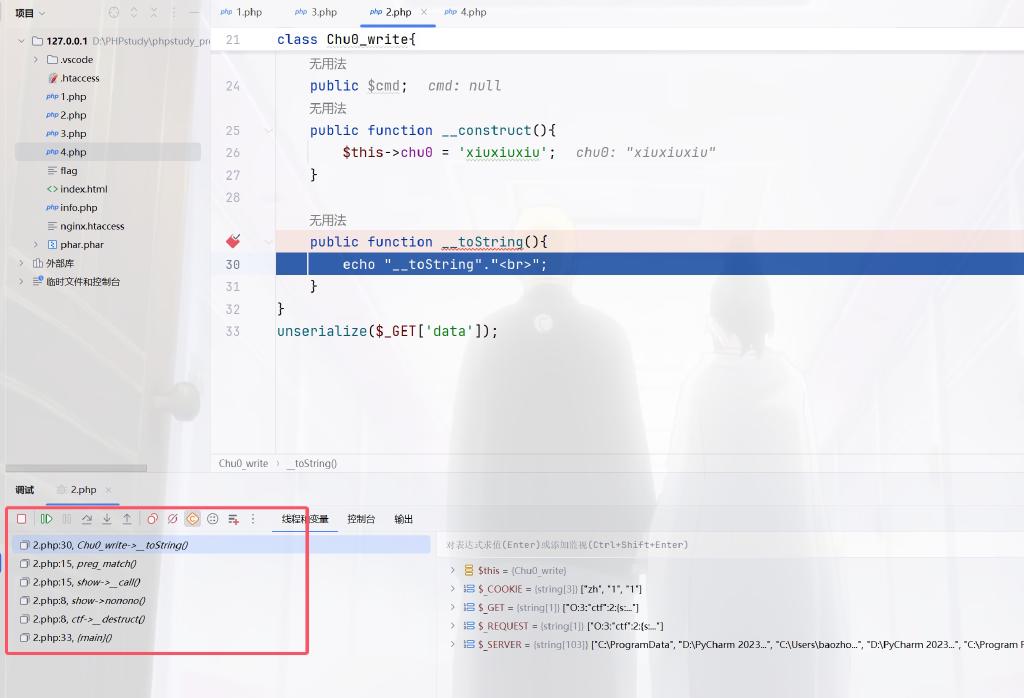 项目
127.0.0.1 D:\PHPstudy\phpstudy_pro
.vscode
.htaccess
php 1.php
php 2.php
php 3.php
php 4.php
flag
<> index.html
php info.php
nginx.htaccess
phar.phar
外部库
临时文件和控制台
php 1.php php 3.php php 2.php × php 4.php
21 class Chu0_write{
无用法
24 public $cmd; cmd: null
无用法
25 public function __construct(){
26 $this->chu0 = 'xiuxiuxiu'; chu0: "xiuxiuxiu"
27 }
28
无用法
public function __toString(){
30 echo "__toString"."<br>";
31 }
32 }
33 unserialize($_GET['data']);
Chu0_write › __toString()
调试 2.php ×
线程和变量 控制台 输出
2.php:30, Chu0_write->__toString()
2.php:15, preg_match()
2.php:15, show->__call()
2.php:8, show->nonono()
2.php:8, ctf->__destruct()
2.php:33, {main}()
对表达式求值(Enter)或添加监视(Ctrl+Shift+Enter)
$this = {Chu0_write}
$_COOKIE = {string[3]} ["zh", "1", "1"]
$_GET = {string[1]} ["O:3:"ctf":2:{s:..."]
$_REQUEST = {string[1]} ["O:3:"ctf":2:{s:..."]
$_SERVER = {string[103]} ["C:\ProgramData", "D:\PyCharm 2023...", "C:\Users\baozho...", "D:\PyCharm 2023...", "C:\Program F